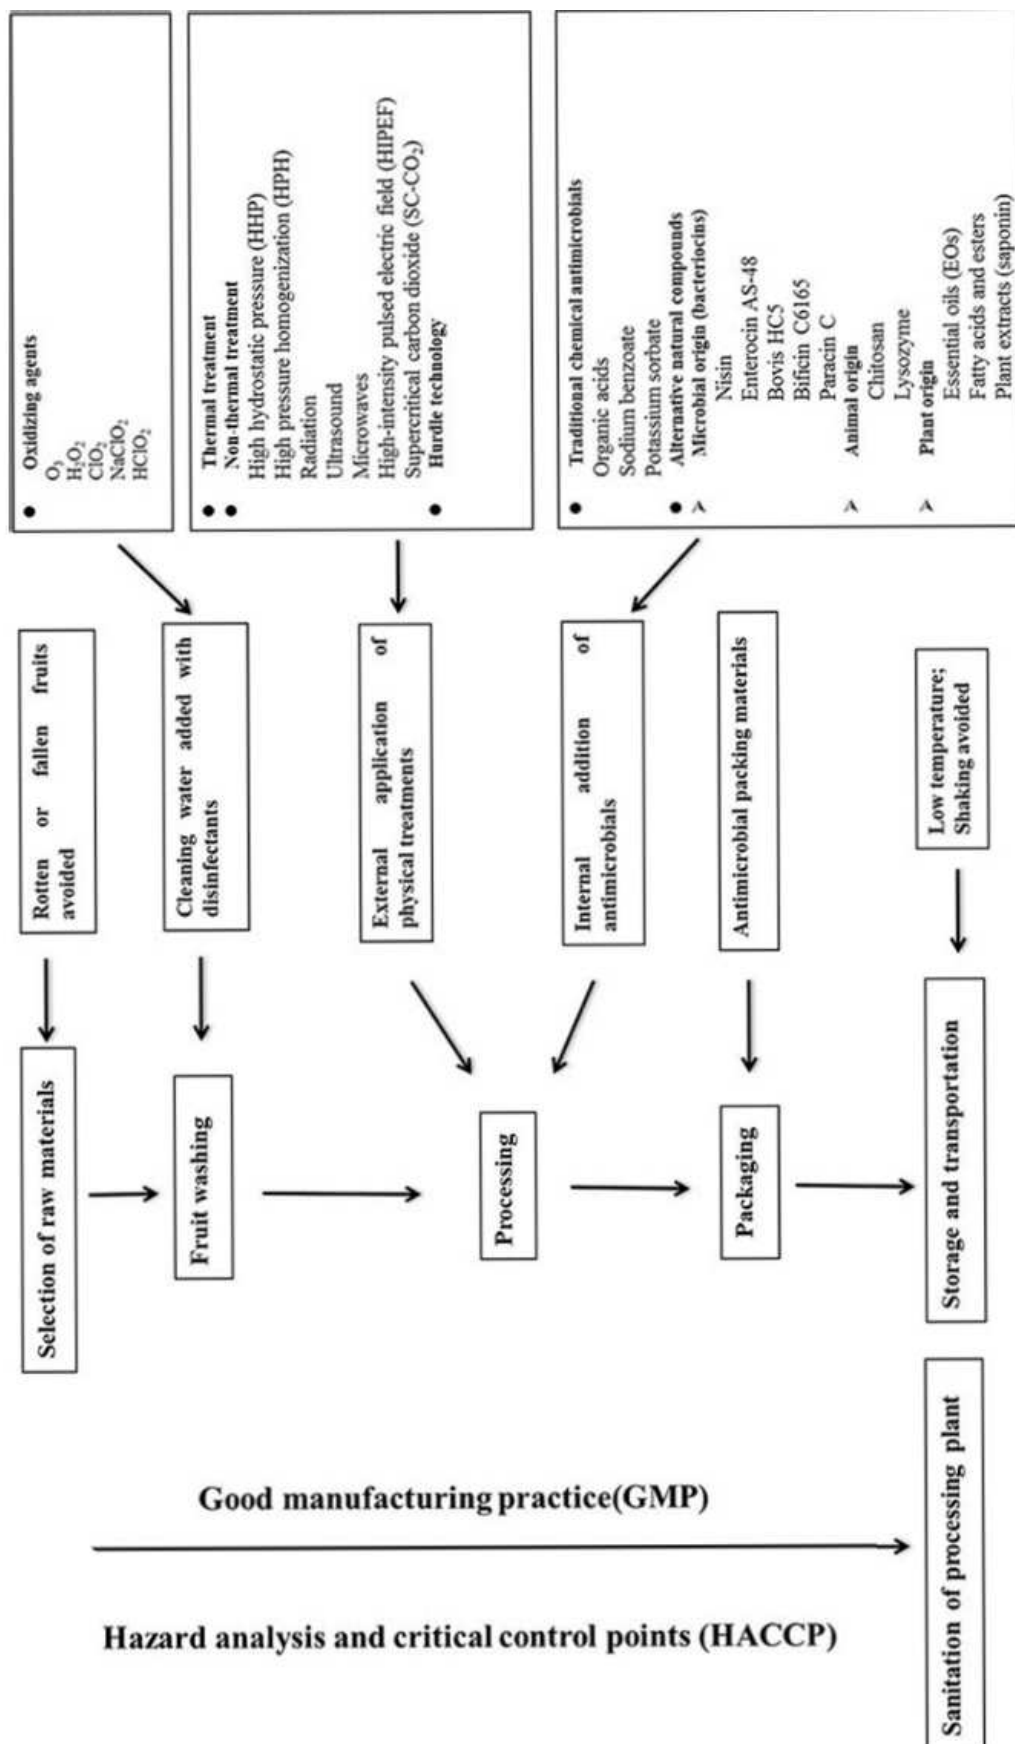 Good manufacturing practice(GMP)
Hazard analysis and critical control points (HACCP)
Sanitation of processing plant
Selection of raw materials
Fruit washing
Processing
Packaging
Storage and transportation
Rotten or fallen fruits
avoided
Cleaning water added with
disinfectants
External application of
physical treatments
Internal addition of
antimicrobials
Antimicrobial packing materials
Low temperature;
Shaking avoided
● Oxidizing agents
O₃
H₂O₂
ClO₂
NaClO₂
HClO₂
● Thermal treatment
● Non-thermal treatment
High hydrostatic pressure (HHP)
High pressure homogenization (HPH)
Radiation
Ultrasound
Microwaves
High-intensity pulsed electric field (HIPEF)
Supercritical carbon dioxide (SC-CO₂)
● Hurdle technology
● Traditional chemical antimicrobials
Organic acids
Sodium benzoate
Potassium sorbate
● Alternative natural compounds
➢ Microbial origin (bacteriocins)
Nisin
Enterocin AS-48
Bovis HC5
Bificin C6165
Paracin C
➢ Animal origin
Chitosan
Lysozyme
➢ Plant origin
Essential oils (EOs)
Fatty acids and esters
Plant extracts (saponin)